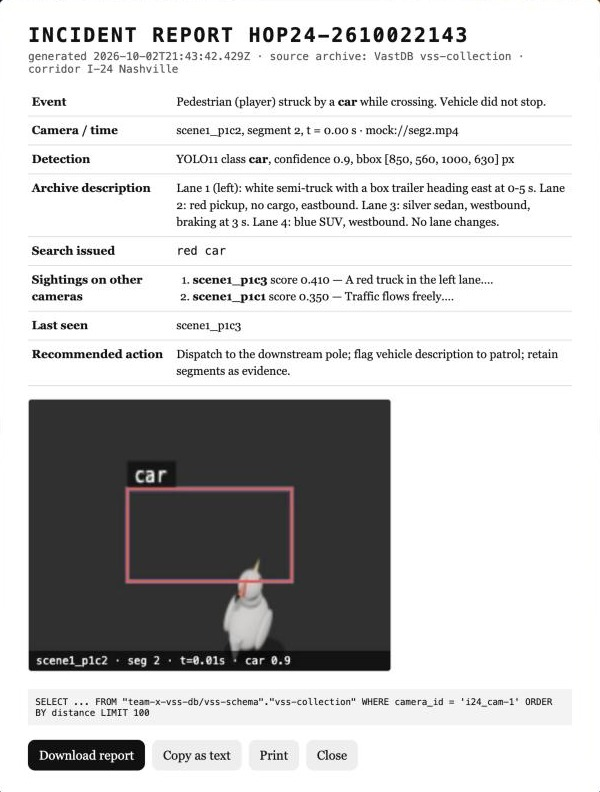 INCIDENT REPORT HOP24-2610022143
generated 2026-10-02T21:43:42.429Z · source archive: VastDB vss-collection ·
corridor I-24 Nashville
Event Pedestrian (player) struck by a car while crossing. Vehicle did not stop.
Camera / time scene1_p1c2, segment 2, t = 0.00 s · mock://seg2.mp4
Detection YOLO11 class car, confidence 0.9, bbox [850, 560, 1000, 630] px
Archive description Lane 1 (left): white semi-truck with a box trailer heading east at 0-5 s. Lane
2: red pickup, no cargo, eastbound. Lane 3: silver sedan, westbound,
braking at 3 s. Lane 4: blue SUV, westbound. No lane changes.
Search issued red car
Sightings on other 1. scene1_p1c3 score 0.410 — A red truck in the left lane....
cameras 2. scene1_p1c1 score 0.350 — Traffic flows freely....
Last seen scene1_p1c3
Recommended action Dispatch to the downstream pole; flag vehicle description to patrol; retain
segments as evidence.
car
scene1_p1c2 · seg 2 · t=0.01s · car 0.9
SELECT ... FROM "team-x-vss-db/vss-schema"."vss-collection" WHERE camera_id = 'i24_cam-1' ORDER
BY distance LIMIT 100
Download report Copy as text Print Close